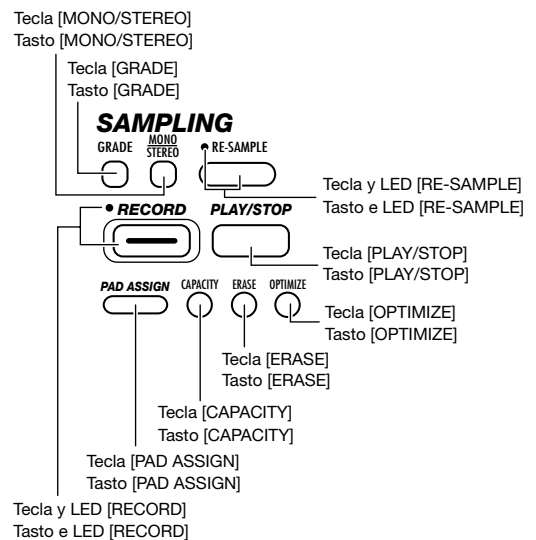 Tecla [MONO/STEREO]
Tasto [MONO/STEREO]
Tecla [GRADE]
Tasto [GRADE]
SAMPLING
GRADE MONO RE-SAMPLE
STEREO
Tecla y LED [RE-SAMPLE]
Tasto e LED [RE-SAMPLE]
RECORD PLAY/STOP
Tecla [PLAY/STOP]
Tasto [PLAY/STOP]
PAD ASSIGN CAPACITY ERASE OPTIMIZE
Tecla [OPTIMIZE]
Tasto [OPTIMIZE]
Tecla [ERASE]
Tasto [ERASE]
Tecla [CAPACITY]
Tasto [CAPACITY]
Tecla [PAD ASSIGN]
Tasto [PAD ASSIGN]
Tecla y LED [RECORD]
Tasto e LED [RECORD]